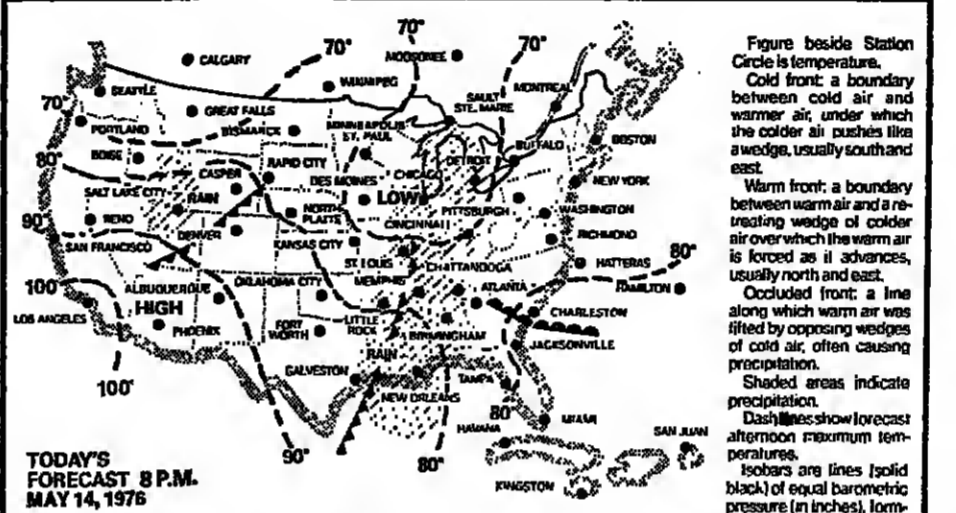 70°
70°
70°
CALGARY
MOOSONEE
WINNIPEG
MONTREAL
SEATTLE
SAULT
STE. MARIE
70°
GREAT FALLS
PORTLAND
BISMARCK
MINNEAPOLIS
ST. PAUL
BUFFALO
BOSTON
BOISE
80°
RAPID CITY
DETROIT
CASPER
DES MOINES
CHICAGO
NEW YORK
SALT LAKE CITY
RAIN
LOW
90°
RENO
NORTH
PLATTE
PITTSBURGH
WASHINGTON
CINCINNATI
DENVER
RICHMOND
SAN FRANCISCO
KANSAS CITY
ST. LOUIS
HATTERAS
80°
CHATTANOOGA
100°
ALBUQUERQUE
OKLAHOMA CITY
MEMPHIS
ATLANTA
HAMILTON
HIGH
LOS ANGELES
PHOENIX
FORT
WORTH
LITTLE
ROCK
BIRMINGHAM
CHARLESTON
JACKSONVILLE
RAIN
100°
GALVESTON
TAMPA
NEW ORLEANS
80°
MIAMI
HAVANA
SAN JUAN
90°
80°
KINGSTON
TODAY'S
FORECAST 8 P.M.
MAY 14, 1976
Figure beside Station
Circle is temperature.
Cold front: a boundary
between cold air and
warmer air, under which
the colder air pushes like
a wedge, usually south and
east.
Warm front: a boundary
between warm air and a re-
treating wedge of colder
air over which the warm air
is forced as it advances,
usually north and east.
Occluded front: a line
along which warm air was
lifted by opposing wedges
of cold air, often causing
precipitation.
Shaded areas indicate
precipitation.
Dash lines show forecast
afternoon maximum tem-
peratures.
Isobars are lines (solid
black) of equal barometric
pressure (in inches), form-